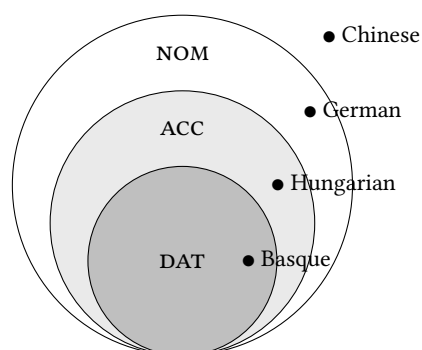 Chinese
NOM
German
ACC
Hungarian
DAT
Basque